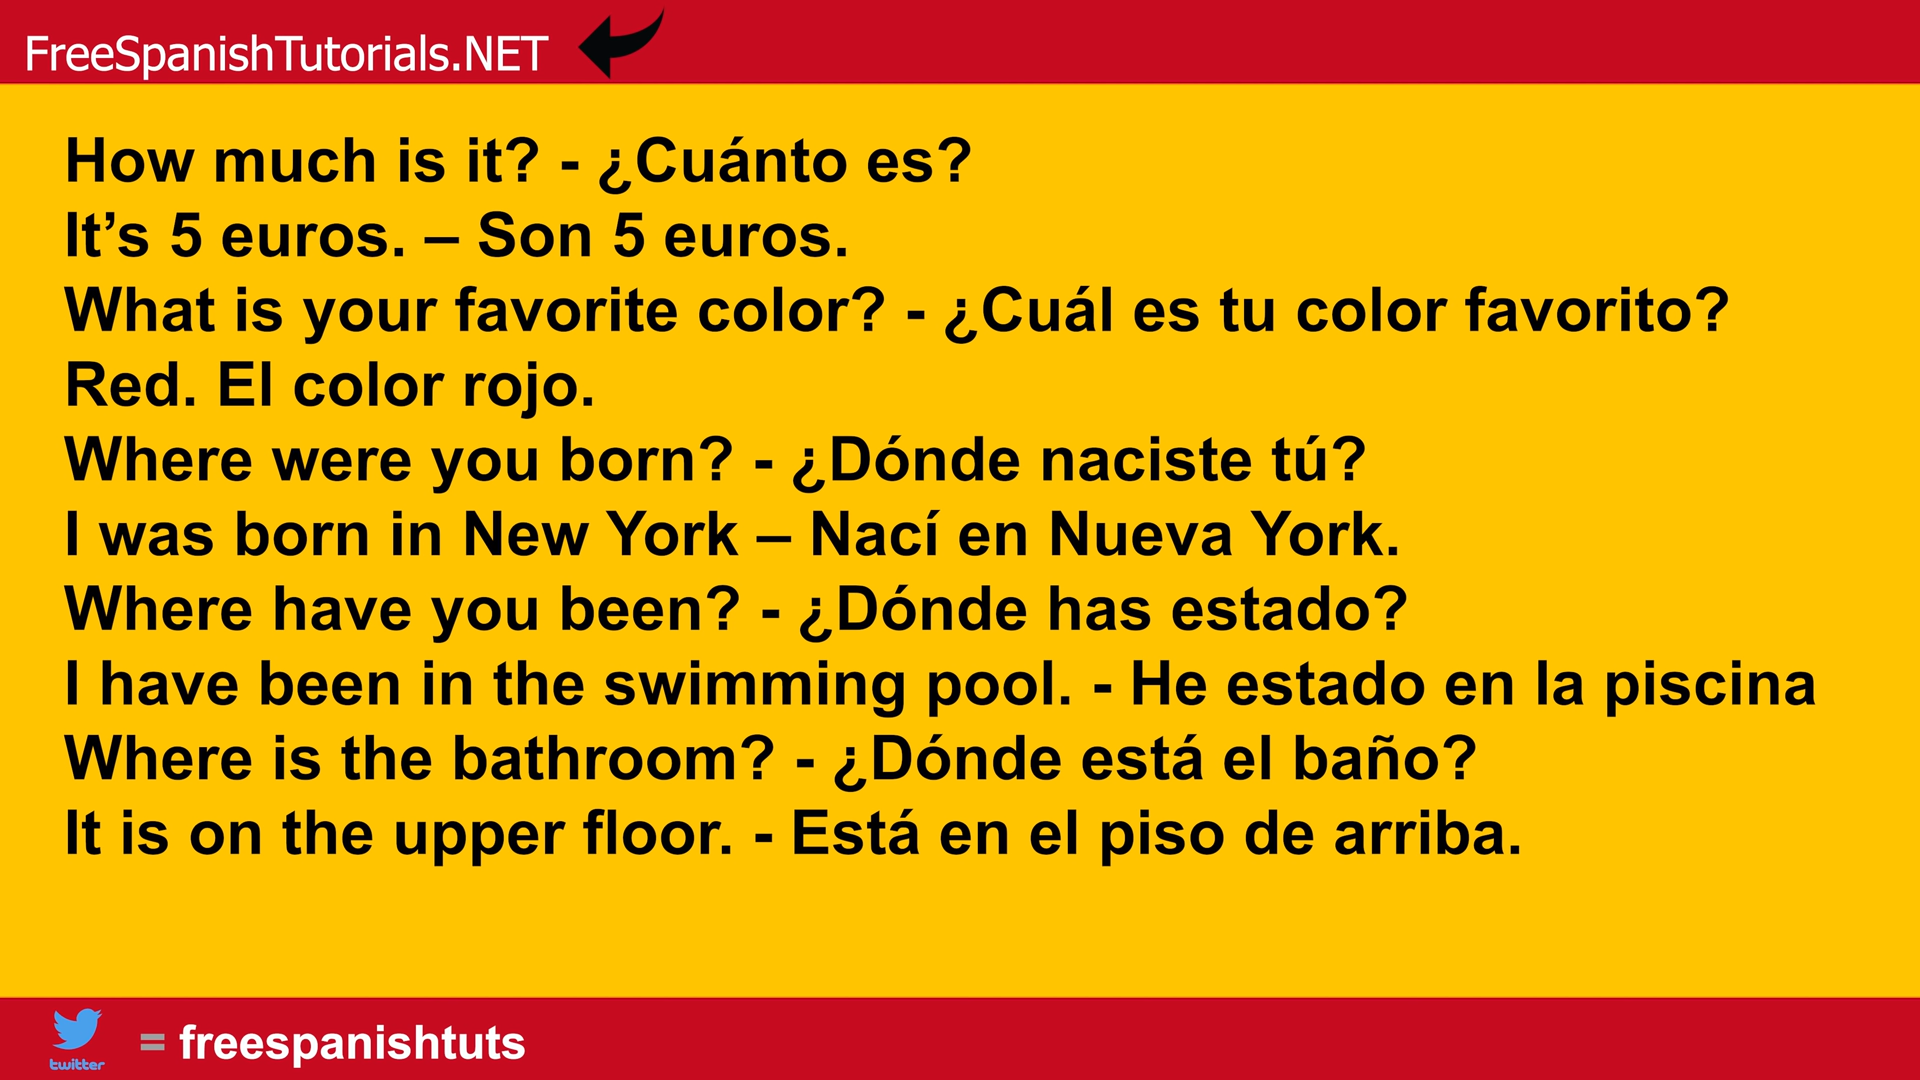 FreeSpanishTutorials.NET
How much is it? - ¿Cuánto es?
It’s 5 euros. – Son 5 euros.
What is your favorite color? - ¿Cuál es tu color favorito?
Red. El color rojo.
Where were you born? - ¿Dónde naciste tú?
I was born in New York – Nací en Nueva York.
Where have you been? - ¿Dónde has estado?
I have been in the swimming pool. - He estado en la piscina
Where is the bathroom? - ¿Dónde está el baño?
It is on the upper floor. - Está en el piso de arriba.
= freespanishtuts
twitter